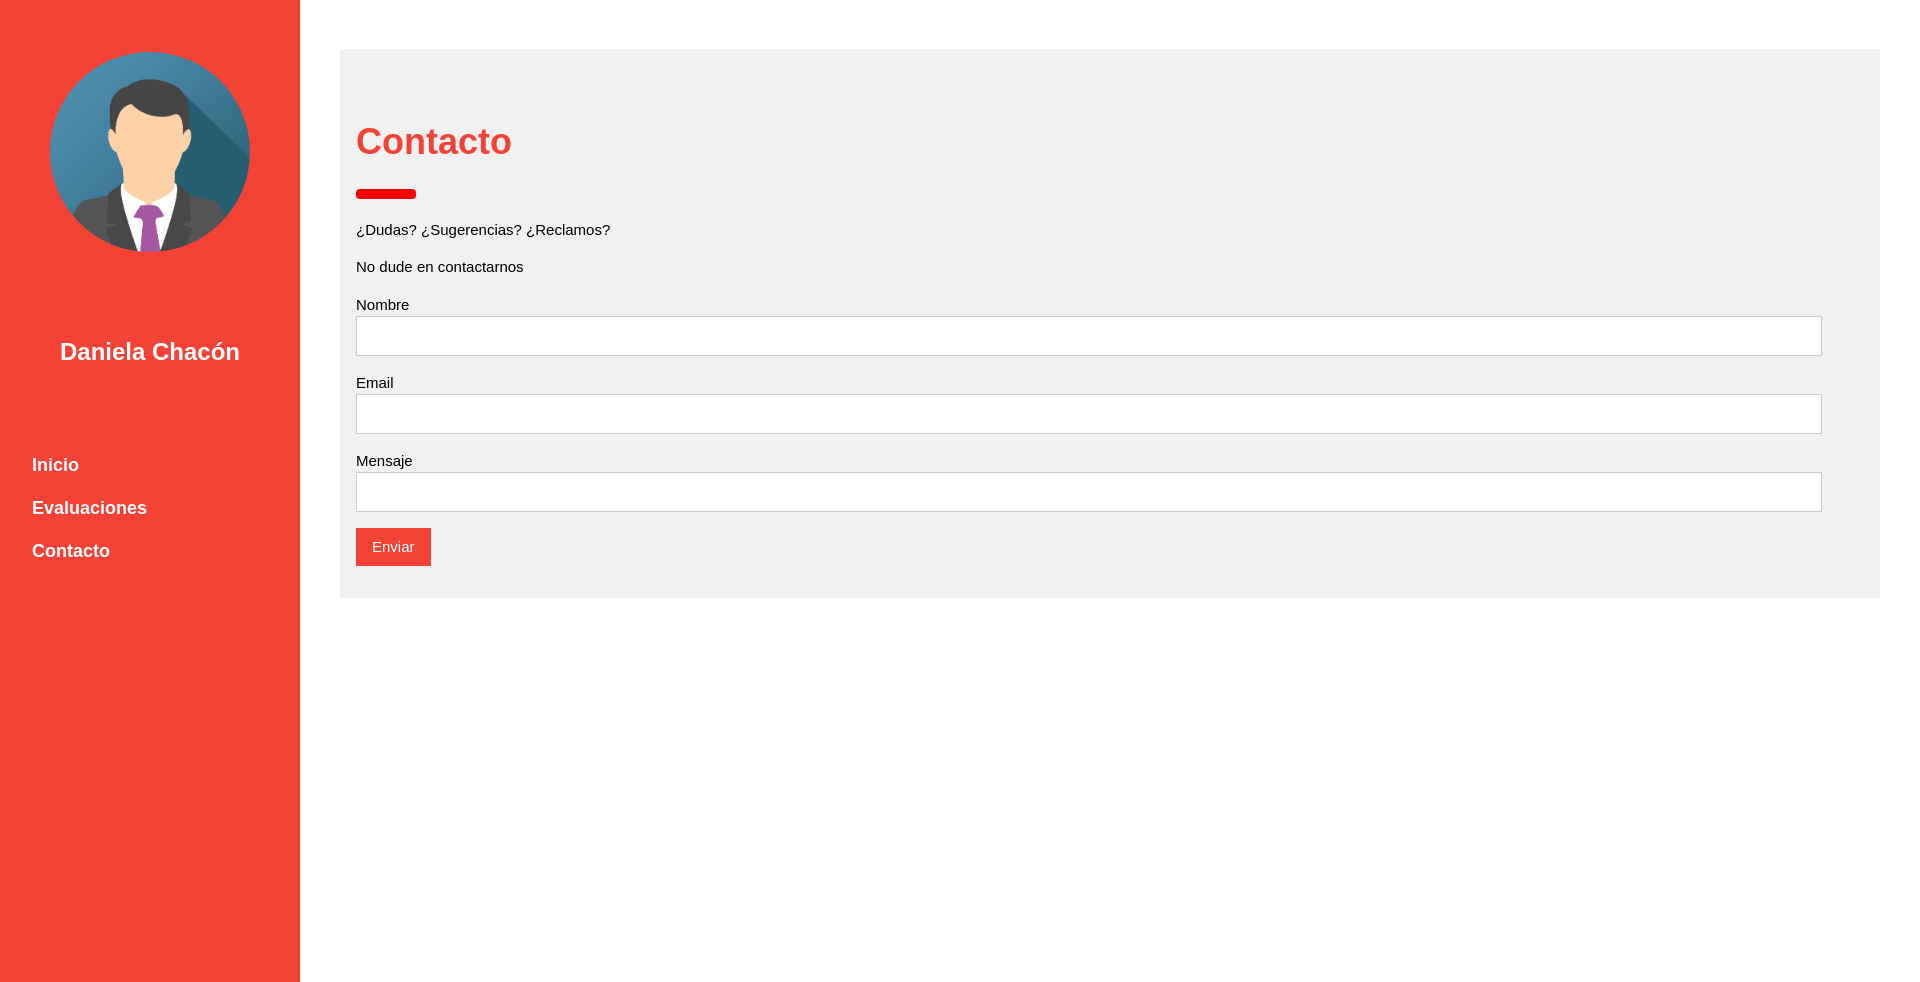 Daniela Chacón
Inicio
Evaluaciones
Contacto
Contacto
¿Dudas? ¿Sugerencias? ¿Reclamos?
No dude en contactarnos
Nombre
Email
Mensaje
Enviar